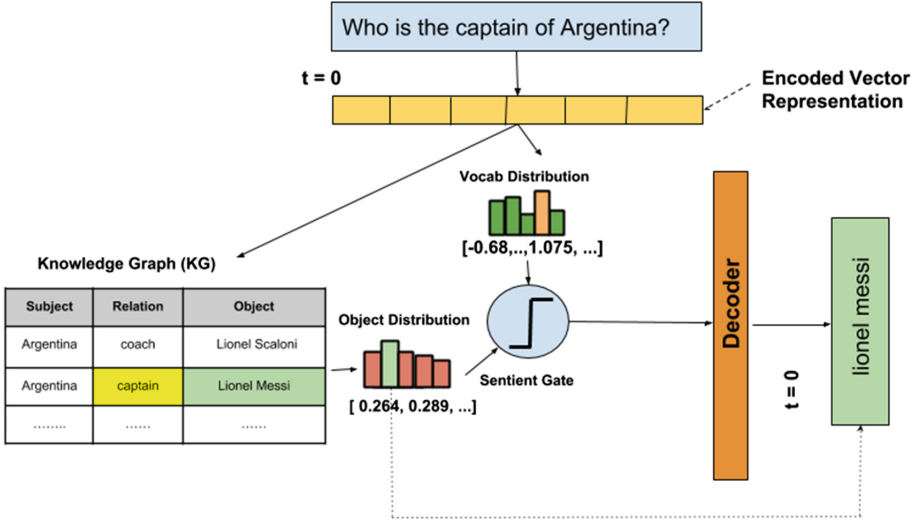 Who is the captain of Argentina?
t = 0
Encoded Vector
Representation
Vocab Distribution
[-0.68,..,1.075, ...]
Knowledge Graph (KG)
Subject Relation Object
Argentina coach Lionel Scaloni
Argentina captain Lionel Messi
........ ...... ......
Object Distribution
[ 0.264, 0.289, ...]
Sentient Gate
Decoder
t = 0
lionel messi